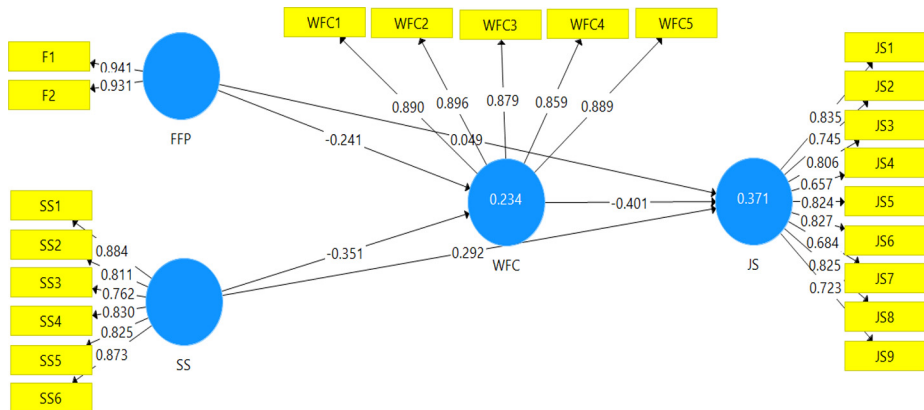 WFC1 WFC2 WFC3 WFC4 WFC5
F1
F2
0.941
0.931
FFP
0.890
0.896
0.879
0.859
0.889
-0.241
0.049
0.234
WFC
-0.401
-0.351
0.292
SS1
SS2
SS3
SS4
SS5
SS6
0.884
0.811
0.762
0.830
0.825
0.873
SS
0.371
JS
0.835
0.745
0.806
0.657
0.824
0.827
0.684
0.825
0.723
JS1
JS2
JS3
JS4
JS5
JS6
JS7
JS8
JS9